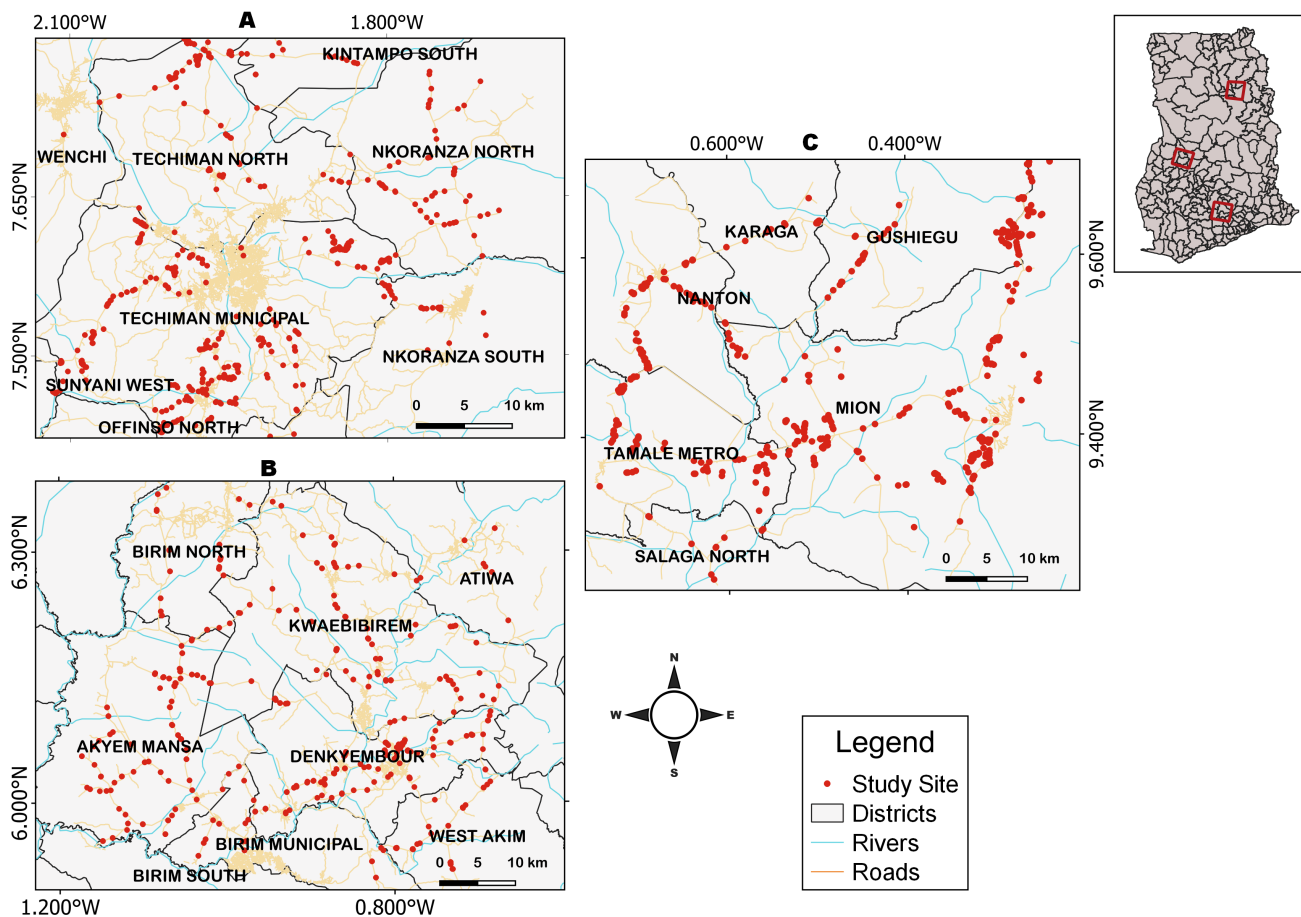 A
2.100°W
1.800°W
KINTAMPO SOUTH
WENCHI
TECHIMAN NORTH
NKORANZA NORTH
7.650°N
TECHIMAN MUNICIPAL
7.500°N
NKORANZA SOUTH
SUNYANI WEST
0 5 10 km
OFFINSO NORTH
B
BIRIM NORTH
6.300°N
ATIWA
KWAEBIBIREM
AKYEM MANSA
DENKYEMBOUR
6.000°N
WEST AKIM
BIRIM MUNICIPAL
0 5 10 km
BIRIM SOUTH
1.200°W
0.800°W
C
0.600°W
0.400°W
KARAGA
GUSHIEGU
9.600°N
NANTON
MION
9.400°N
TAMALE METRO
SALAGA NORTH
0 5 10 km
N
W
E
S
Legend
Study Site
Districts
Rivers
Roads